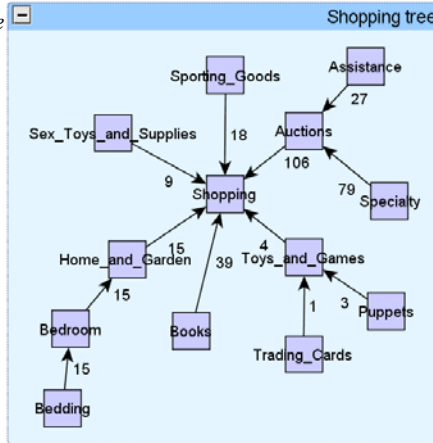 e
Shopping tree
Assistance
Sporting_Goods
27
Sex_Toys_and_Supplies
18
Auctions
106
9
Shopping
79
Specialty
Home_and_Garden
15
39
4
Toys_and_Games
15
1
3
Puppets
Bedroom
Books
Trading_Cards
15
Bedding